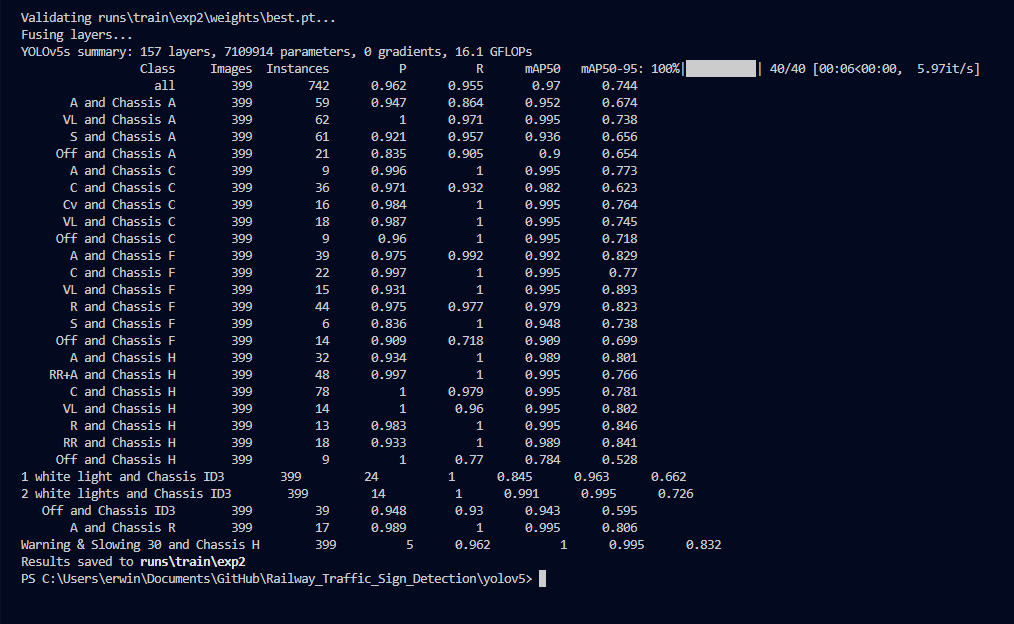 Validating runs\train\exp2\weights\best.pt...
Fusing layers...
YOLOv5s summary: 157 layers, 7109914 parameters, 0 gradients, 16.1 GFLOPs
Class Images Instances P R mAP50 mAP50-95: 100%| | 40/40 [00:06<00:00, 5.97it/s]
all 399 742 0.962 0.955 0.97 0.744
A and Chassis A 399 59 0.947 0.864 0.952 0.674
VL and Chassis A 399 62 1 0.971 0.995 0.738
S and Chassis A 399 61 0.921 0.957 0.936 0.656
Off and Chassis A 399 21 0.835 0.905 0.9 0.654
A and Chassis C 399 9 0.996 1 0.995 0.773
C and Chassis C 399 36 0.971 0.932 0.982 0.623
Cv and Chassis C 399 16 0.984 1 0.995 0.764
VL and Chassis C 399 18 0.987 1 0.995 0.745
Off and Chassis C 399 9 0.96 1 0.995 0.718
A and Chassis F 399 39 0.975 0.992 0.992 0.829
C and Chassis F 399 22 0.997 1 0.995 0.77
VL and Chassis F 399 15 0.931 1 0.995 0.893
R and Chassis F 399 44 0.975 0.977 0.979 0.823
S and Chassis F 399 6 0.836 1 0.948 0.738
Off and Chassis F 399 14 0.909 0.718 0.909 0.699
A and Chassis H 399 32 0.934 1 0.989 0.801
RR+A and Chassis H 399 48 0.997 1 0.995 0.766
C and Chassis H 399 78 1 0.979 0.995 0.781
VL and Chassis H 399 14 1 0.96 0.995 0.802
R and Chassis H 399 13 0.983 1 0.995 0.846
RR and Chassis H 399 18 0.933 1 0.989 0.841
Off and Chassis H 399 9 1 0.77 0.784 0.528
1 white light and Chassis ID3 399 24 1 0.845 0.963 0.662
2 white lights and Chassis ID3 399 14 1 0.991 0.995 0.726
Off and Chassis ID3 399 39 0.948 0.93 0.943 0.595
A and Chassis R 399 17 0.989 1 0.995 0.806
Warning & Slowing 30 and Chassis H 399 5 0.962 1 0.995 0.832
Results saved to runs\train\exp2
PS C:\Users\erwin\Documents\GitHub\Railway_Traffic_Sign_Detection\yolov5>